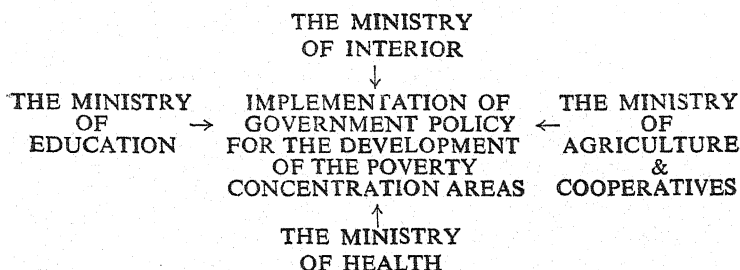 THE MINISTRY
OF INTERIOR
↓
THE MINISTRY
OF
EDUCATION
→
IMPLEMENTATION OF
GOVERNMENT POLICY
FOR THE DEVELOPMENT
OF THE POVERTY
CONCENTRATION AREAS
←
THE MINISTRY
OF
AGRICULTURE
&
COOPERATIVES
↑
THE MINISTRY
OF HEALTH